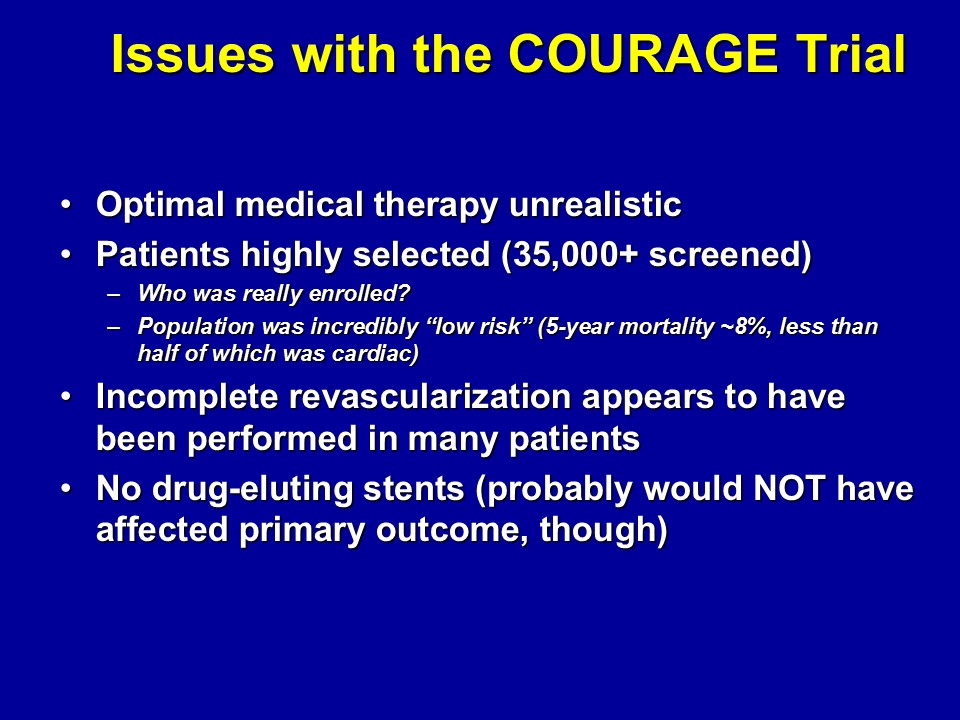 Issues with the COURAGE Trial
• Optimal medical therapy unrealistic
• Patients highly selected (35,000+ screened)
– Who was really enrolled?
– Population was incredibly “low risk” (5-year mortality ~8%, less than
half of which was cardiac)
• Incomplete revascularization appears to have
been performed in many patients
• No drug-eluting stents (probably would NOT have
affected primary outcome, though)